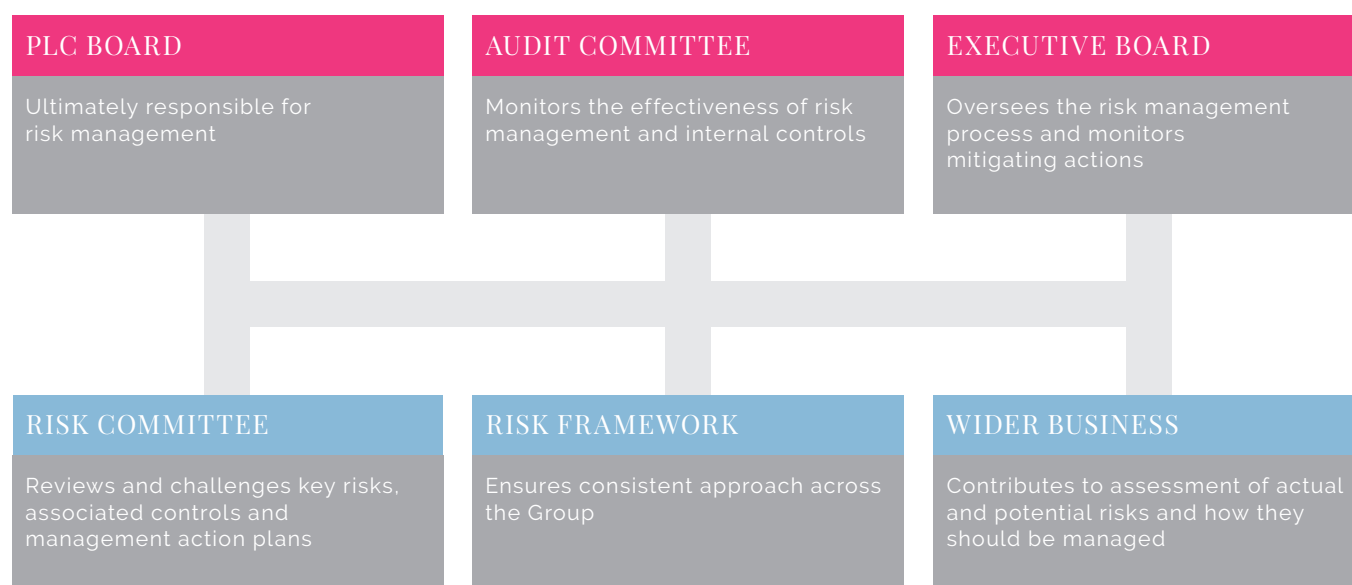 PLC BOARD
Ultimately responsible for
risk management
AUDIT COMMITTEE
Monitors the effectiveness of risk
management and internal controls
EXECUTIVE BOARD
Oversees the risk management
process and monitors
mitigating actions
RISK COMMITTEE
Reviews and challenges key risks,
associated controls and
management action plans
RISK FRAMEWORK
Ensures consistent approach across
the Group
WIDER BUSINESS
Contributes to assessment of actual
and potential risks and how they
should be managed